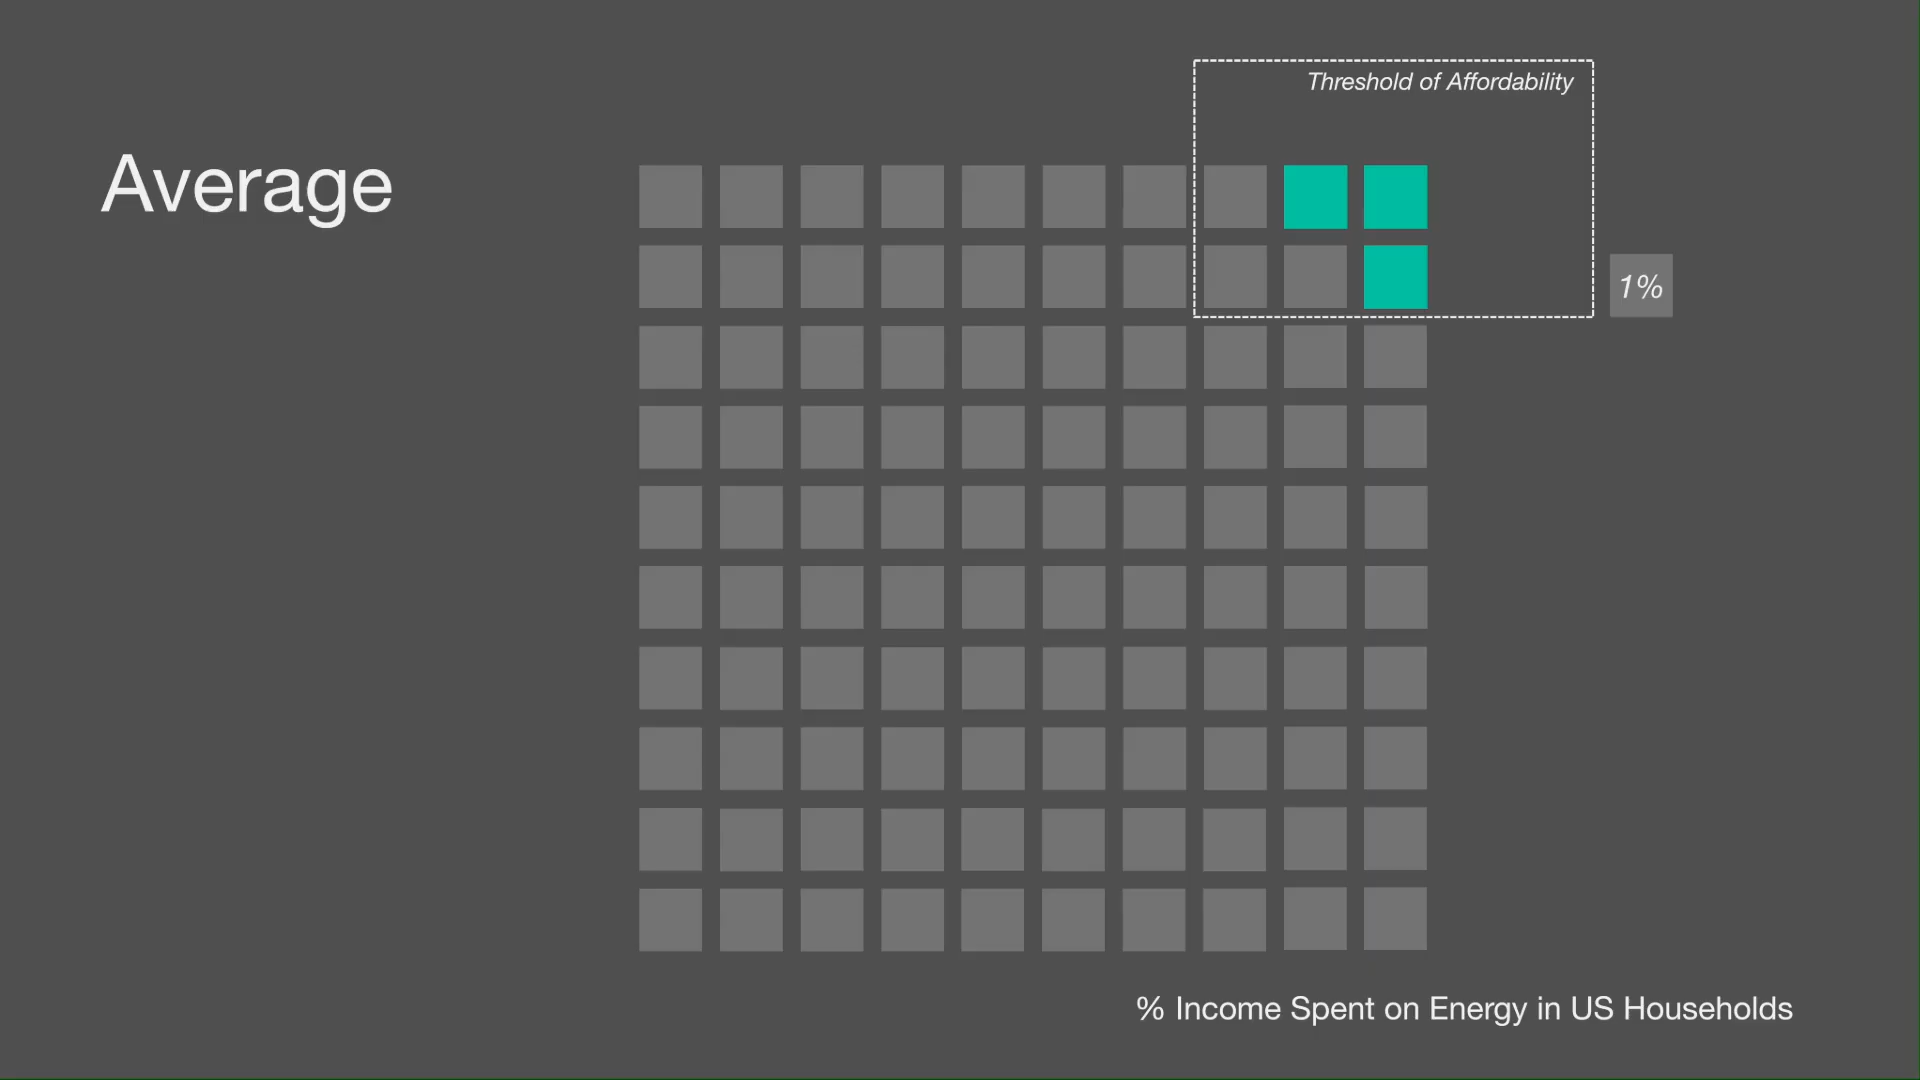 Threshold of Affordability
Average
1%
% Income Spent on Energy in US Households